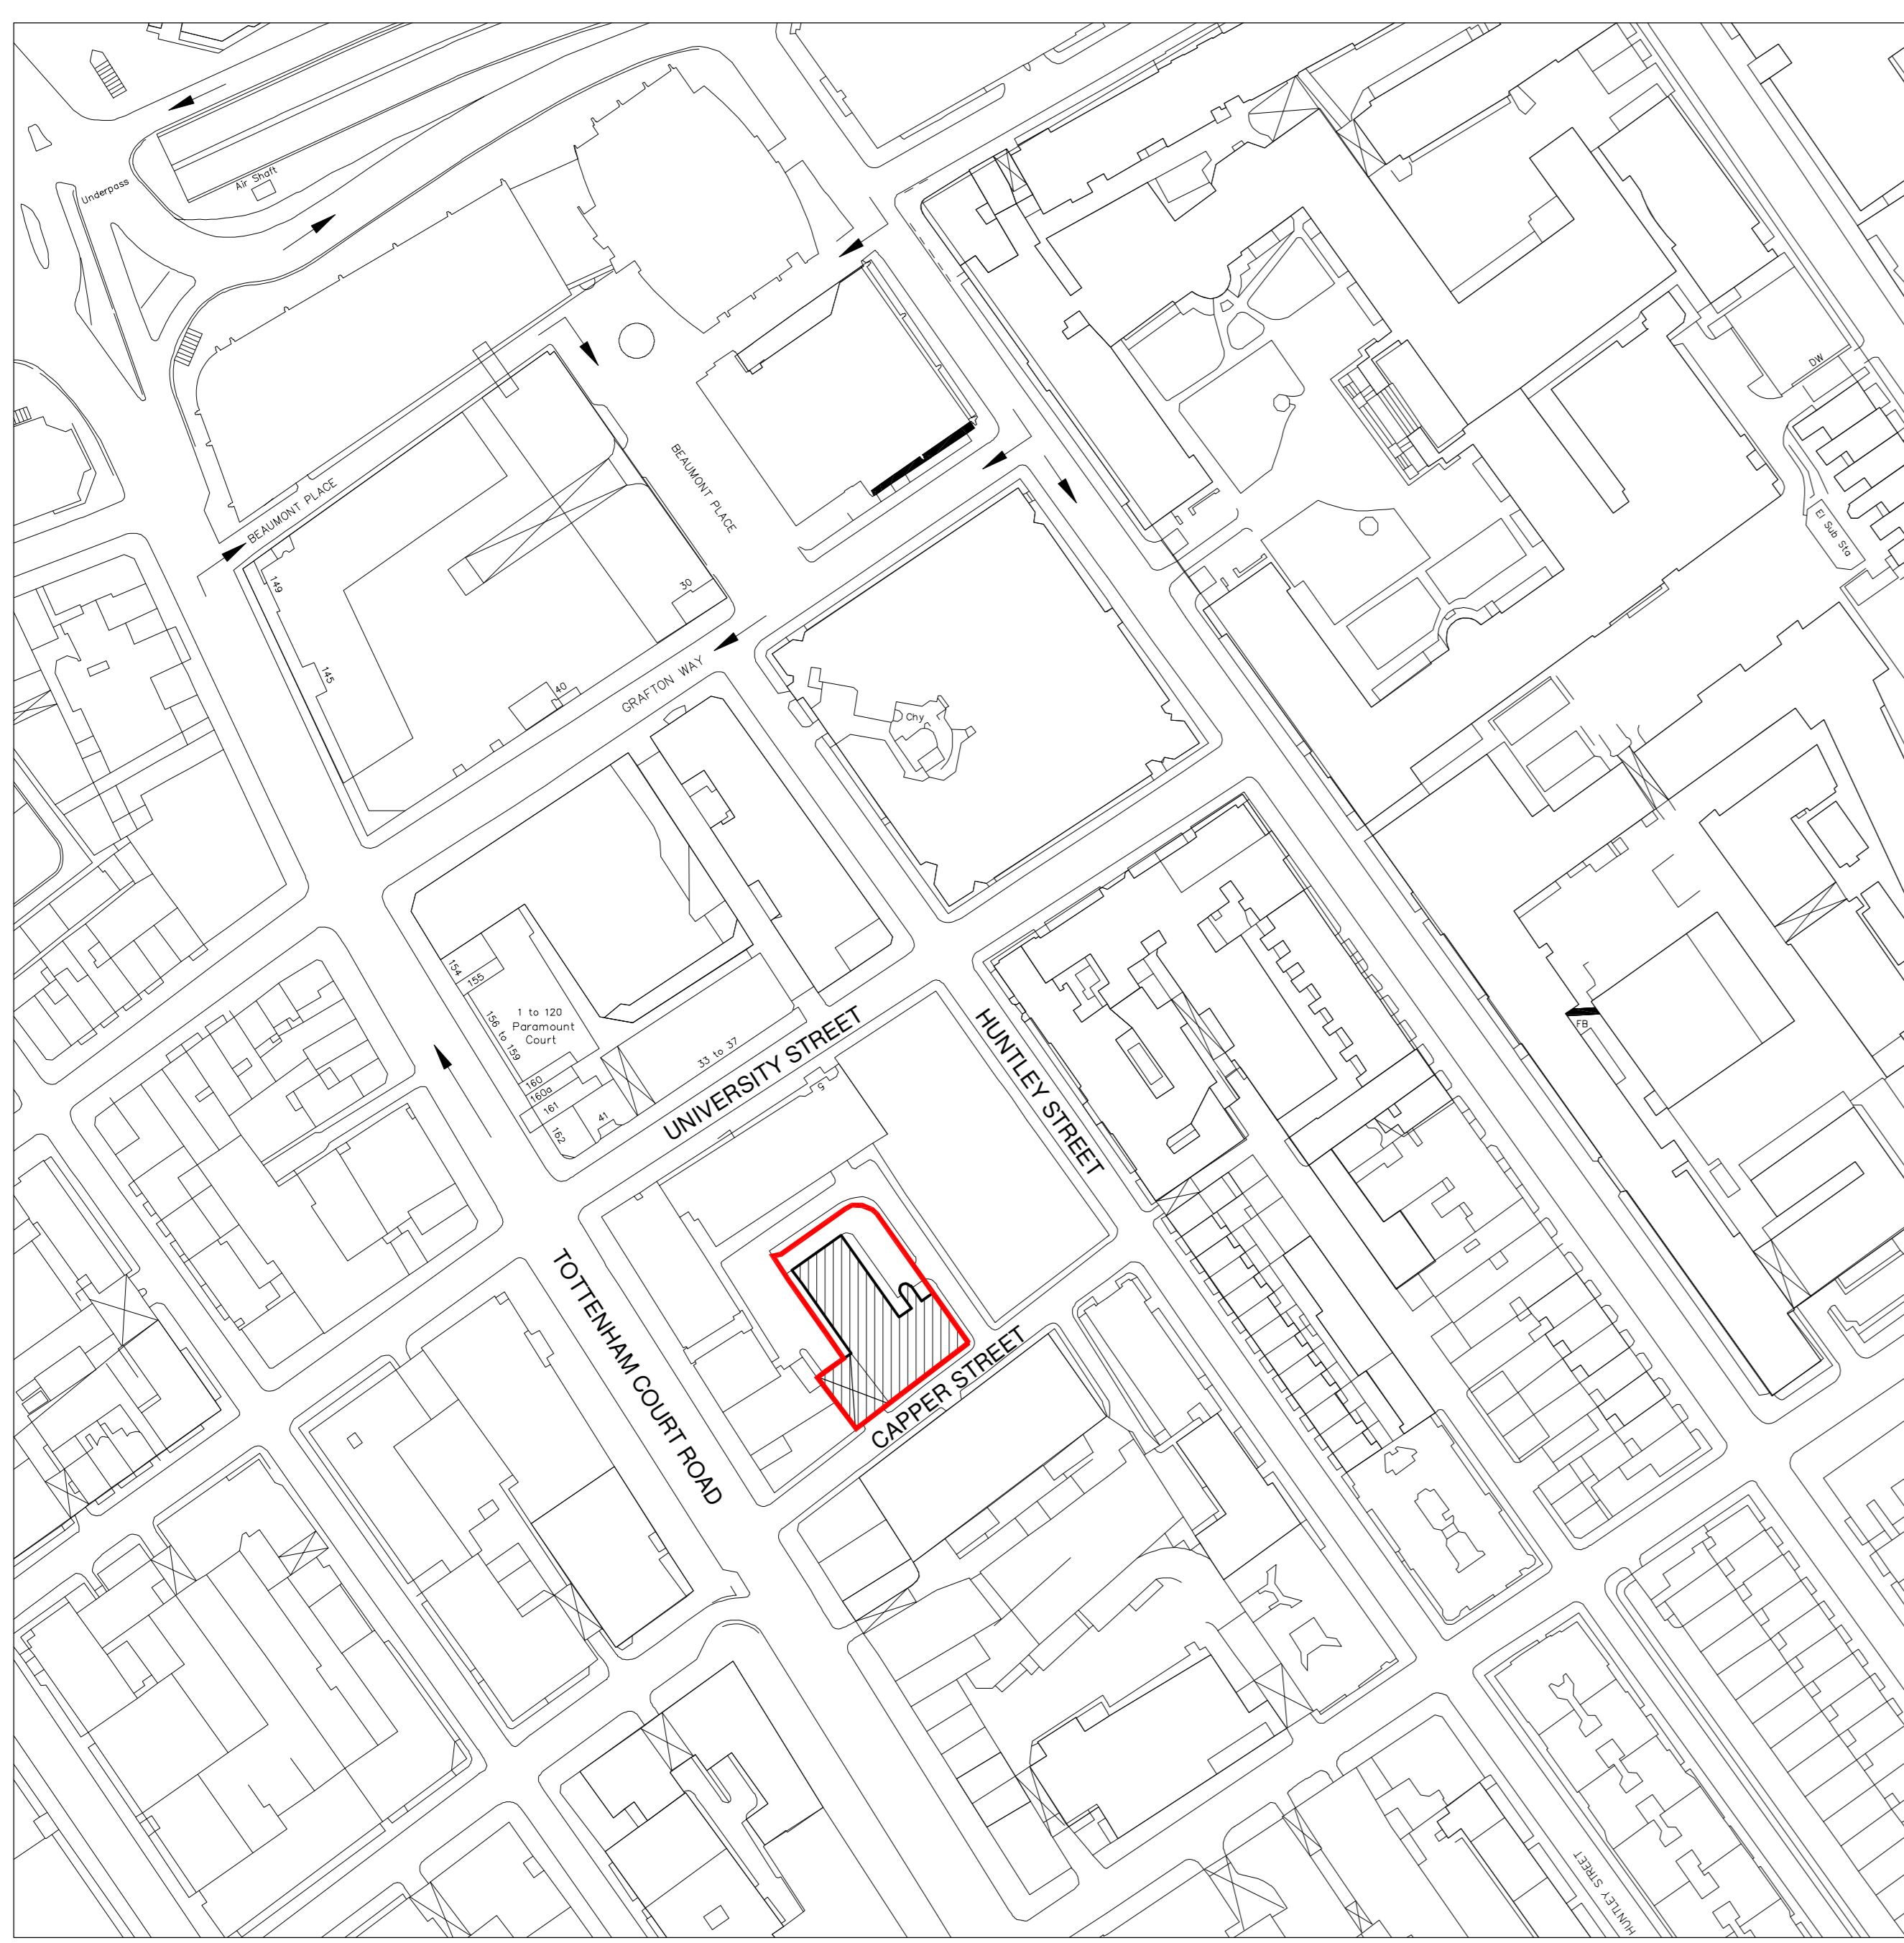 Underpass
Air Shaft
DW
BEAUMONT PLACE
BEAUMONT PLACE
El Sub Sta
149
30
145
40
GRAFTON WAY
Chy
154
155
156 to 159
1 to 120
Paramount
Court
33 to 37
160
160a
161
162
41
UNIVERSITY STREET
5
HUNTLEY STREET
FB
TOTTENHAM COURT ROAD
CAPPER STREET
HUNTLEY STREET